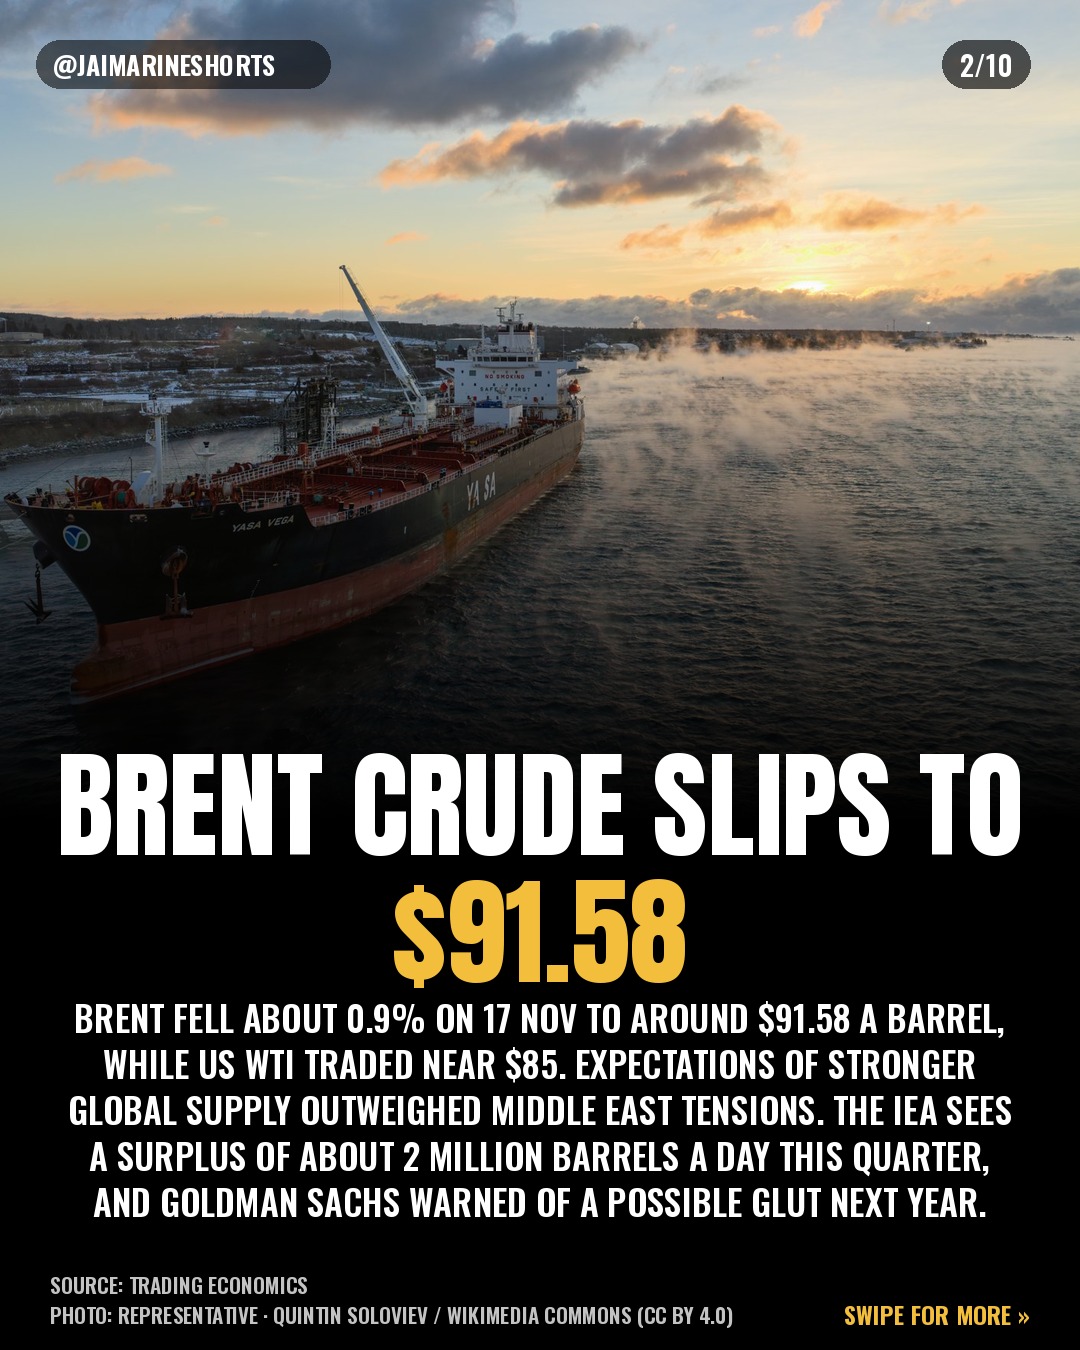 @JAIMARINESHORTS
2/10
NO SMOKING
SAFETY FIRST
YA SA
YASA VEGA
BRENT CRUDE SLIPS TO
$91.58
BRENT FELL ABOUT 0.9% ON 17 NOV TO AROUND $91.58 A BARREL,
WHILE US WTI TRADED NEAR $85. EXPECTATIONS OF STRONGER
GLOBAL SUPPLY OUTWEIGHED MIDDLE EAST TENSIONS. THE IEA SEES
A SURPLUS OF ABOUT 2 MILLION BARRELS A DAY THIS QUARTER,
AND GOLDMAN SACHS WARNED OF A POSSIBLE GLUT NEXT YEAR.
SOURCE: TRADING ECONOMICS
PHOTO: REPRESENTATIVE · QUINTIN SOLOVIEV / WIKIMEDIA COMMONS (CC BY 4.0)
SWIPE FOR MORE »